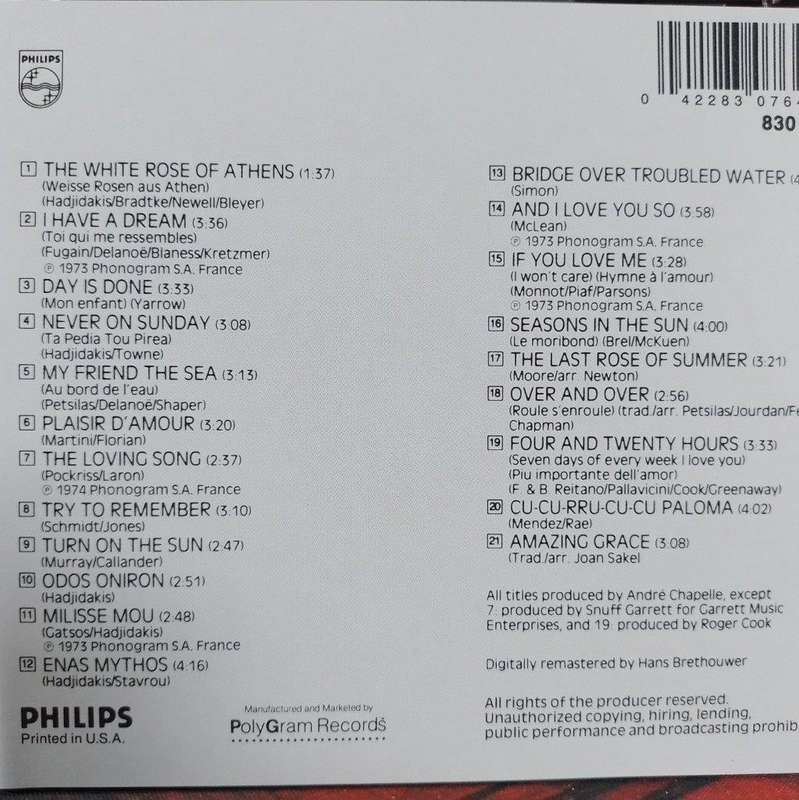 PHILIPS
0 42283 076
830
1 THE WHITE ROSE OF ATHENS (1:37)
(Weisse Rosen aus Athen)
(Hadjidakis/Bradtke/Newell/Bleyer)
2 I HAVE A DREAM (3:36)
(Toi qui me ressembles)
(Fugain/Delanoë/Blaness/Kretzmer)
℗ 1973 Phonogram S.A. France
3 DAY IS DONE (3:33)
(Mon enfant) (Yarrow)
4 NEVER ON SUNDAY (3:08)
(Ta Pedia Tou Pirea)
(Hadjidakis/Towne)
5 MY FRIEND THE SEA (3:13)
(Au bord de l'eau)
(Petsilas/Delanoë/Shaper)
6 PLAISIR D'AMOUR (3:20)
(Martini/Florian)
7 THE LOVING SONG (2:37)
(Pockriss/Laron)
℗ 1974 Phonogram S.A. France
8 TRY TO REMEMBER (3:10)
(Schmidt/Jones)
9 TURN ON THE SUN (2:47)
(Murray/Callander)
10 ODOS ONIRON (2:51)
(Hadjidakis)
11 MILISSE MOU (2:48)
(Gatsos/Hadjidakis)
℗ 1973 Phonogram S.A. France
12 ENAS MYTHOS (4:16)
(Hadjidakis/Stavrou)
13 BRIDGE OVER TROUBLED WATER (4
(Simon)
14 AND I LOVE YOU SO (3:58)
(McLean)
℗ 1973 Phonogram S.A. France
15 IF YOU LOVE ME (3:28)
(I won't care) (Hymne à l'amour)
(Monnot/Piaf/Parsons)
℗ 1973 Phonogram S.A. France
16 SEASONS IN THE SUN (4:00)
(Le moribond) (Brel/McKuen)
17 THE LAST ROSE OF SUMMER (3:21)
(Moore/arr. Newton)
18 OVER AND OVER (2:56)
(Roule s'enroule) (trad./arr. Petsilas/Jourdan/Fe
Chapman)
19 FOUR AND TWENTY HOURS (3:33)
(Seven days of every week I love you)
(Piu importante dell'amor)
(F. & B. Reitano/Pallavicini/Cook/Greenaway)
20 CU-CU-RRU-CU-CU PALOMA (4:02)
(Mendez/Rae)
21 AMAZING GRACE (3:08)
(Trad./arr. Joan Sakel
All titles produced by André Chapelle, except
7: produced by Snuff Garrett for Garrett Music
Enterprises, and 19: produced by Roger Cook
Digitally remastered by Hans Brethouwer
All rights of the producer reserved.
Unauthorized copying, hiring, lending,
public performance and broadcasting prohib
PHILIPS
Printed in U.S.A.
Manufactured and Marketed by
PolyGram Records